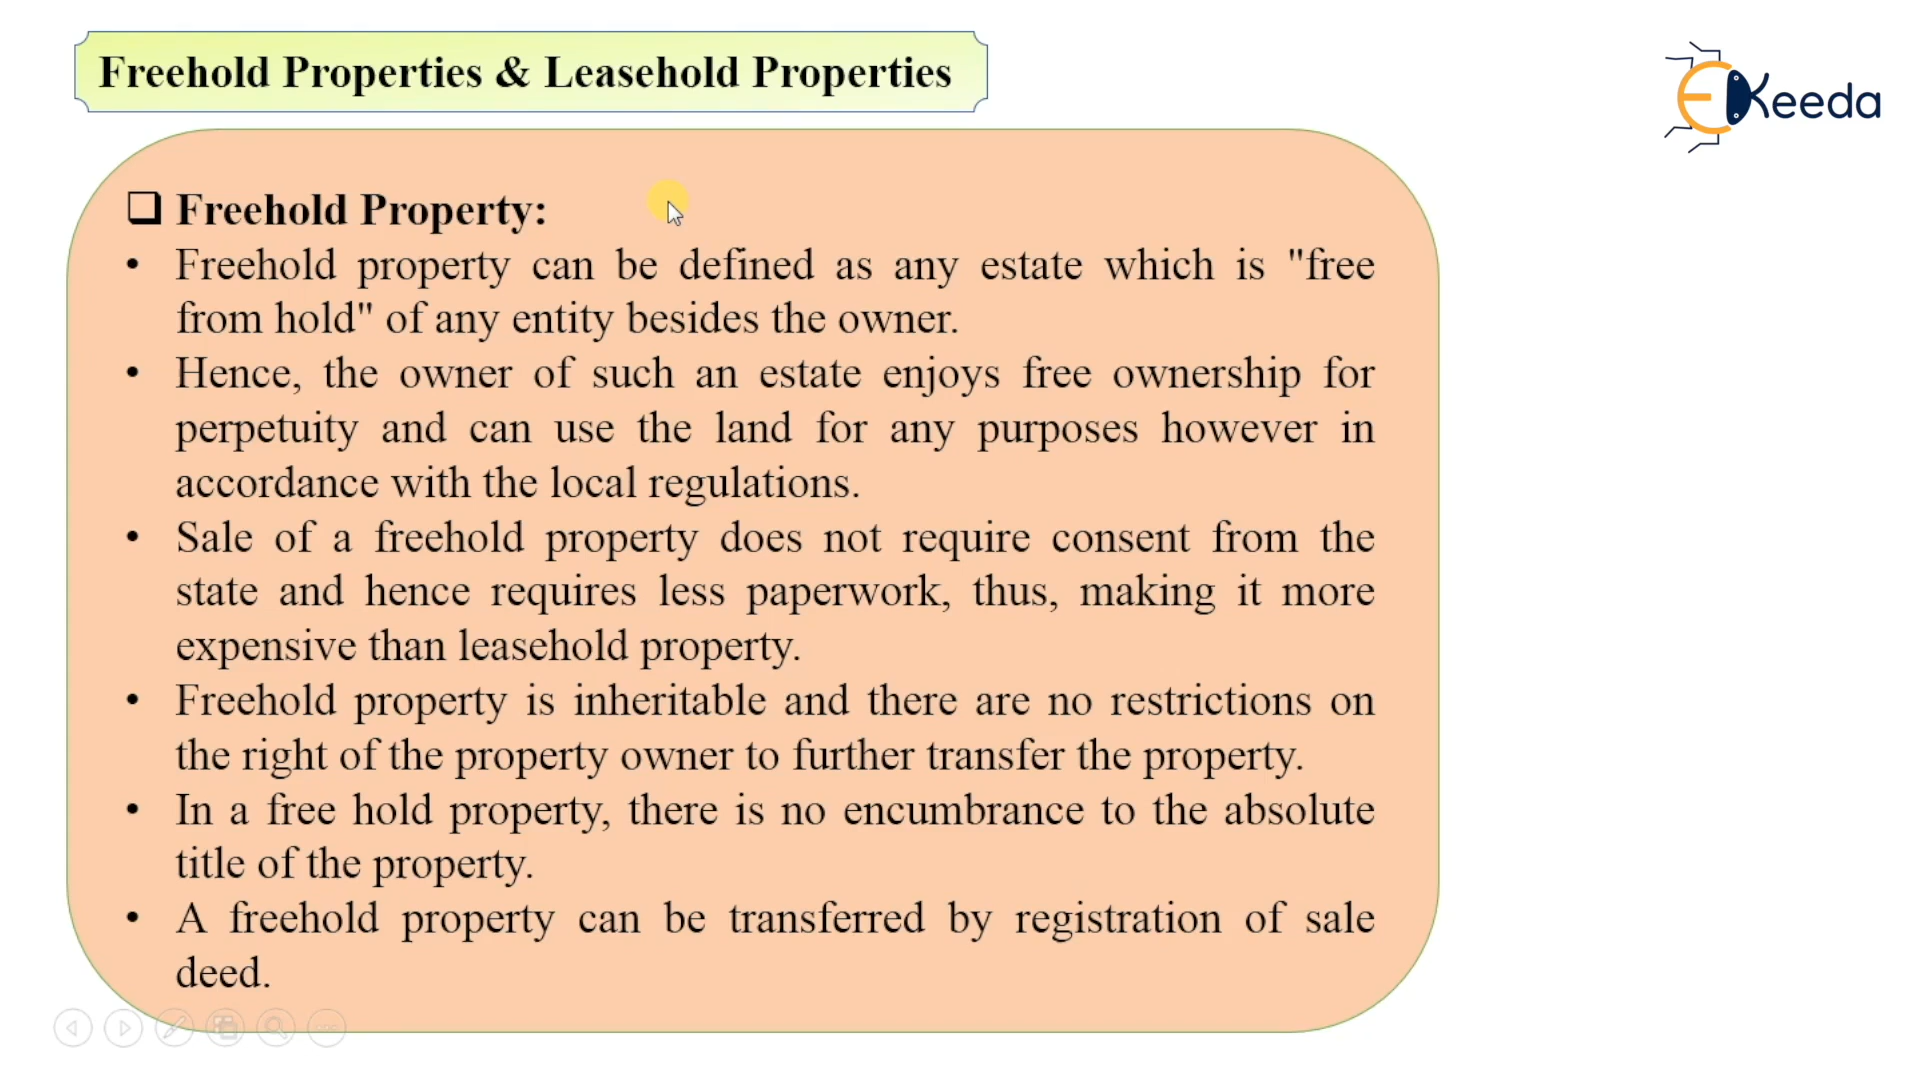 Freehold Properties & Leasehold Properties
EKeeda
❑ Freehold Property:
• Freehold property can be defined as any estate which is "free
from hold" of any entity besides the owner.
• Hence, the owner of such an estate enjoys free ownership for
perpetuity and can use the land for any purposes however in
accordance with the local regulations.
• Sale of a freehold property does not require consent from the
state and hence requires less paperwork, thus, making it more
expensive than leasehold property.
• Freehold property is inheritable and there are no restrictions on
the right of the property owner to further transfer the property.
• In a free hold property, there is no encumbrance to the absolute
title of the property.
• A freehold property can be transferred by registration of sale
deed.